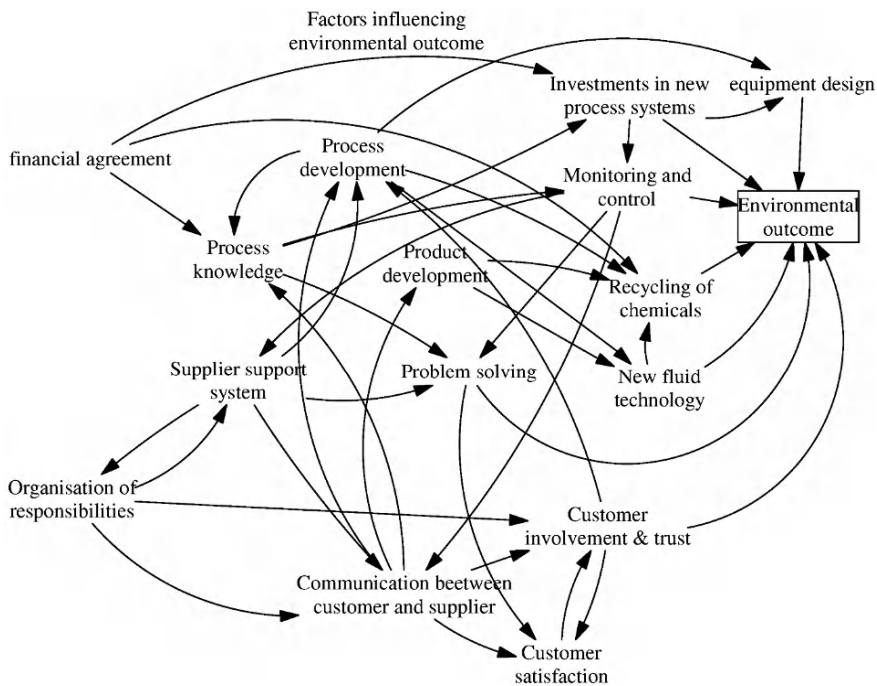 Factors influencing
environmental outcome
Investments in new
process systems
equipment design
financial agreement
Process
development
Monitoring and
control
Environmental
outcome
Process
knowledge
Product
development
Recycling of
chemicals
Supplier support
system
Problem solving
New fluid
technology
Organisation of
responsibilities
Customer
involvement & trust
Communication beetween
customer and supplier
Customer
satisfaction